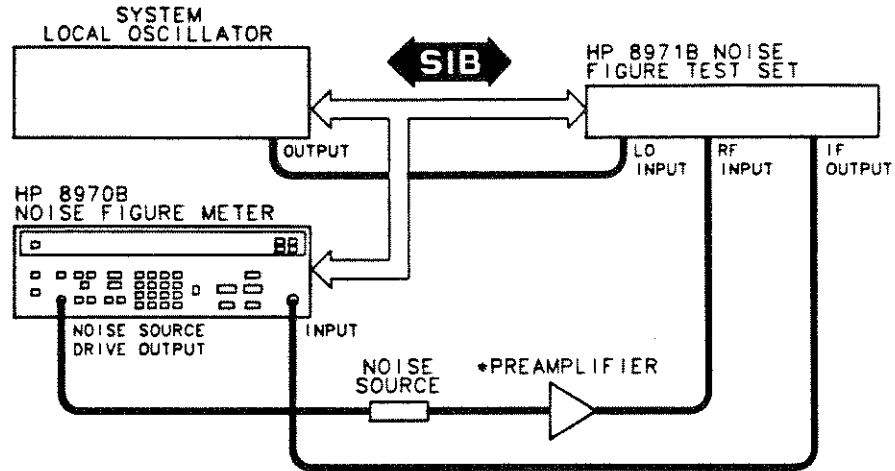 SYSTEM
LOCAL OSCILLATOR
SIB
HP 8971B NOISE
FIGURE TEST SET
OUTPUT
LO
INPUT
RF
INPUT
IF
OUTPUT
HP 8970B
NOISE FIGURE METER
NOISE SOURCE
DRIVE OUTPUT
INPUT
NOISE
SOURCE
*PREAMPLIFIER